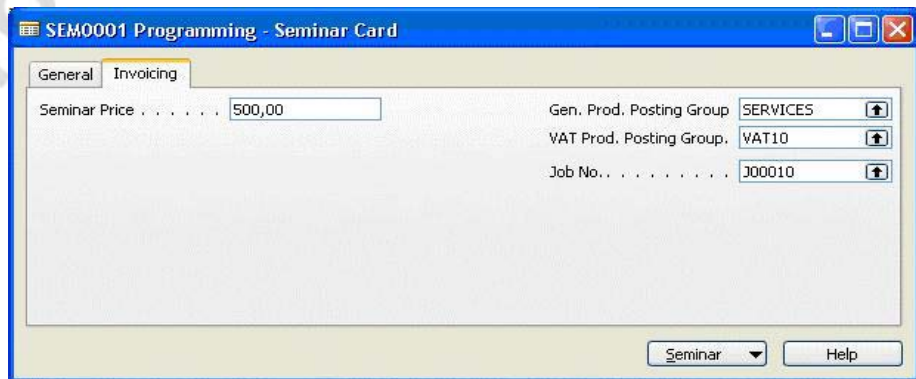 SEM0001 Programming - Seminar Card
General Invoicing
Seminar Price . . . . . . 500,00
Gen. Prod. Posting Group SERVICES
VAT Prod. Posting Group. VAT10
Job No. . . . . . . . . . . J00010
Seminar Help